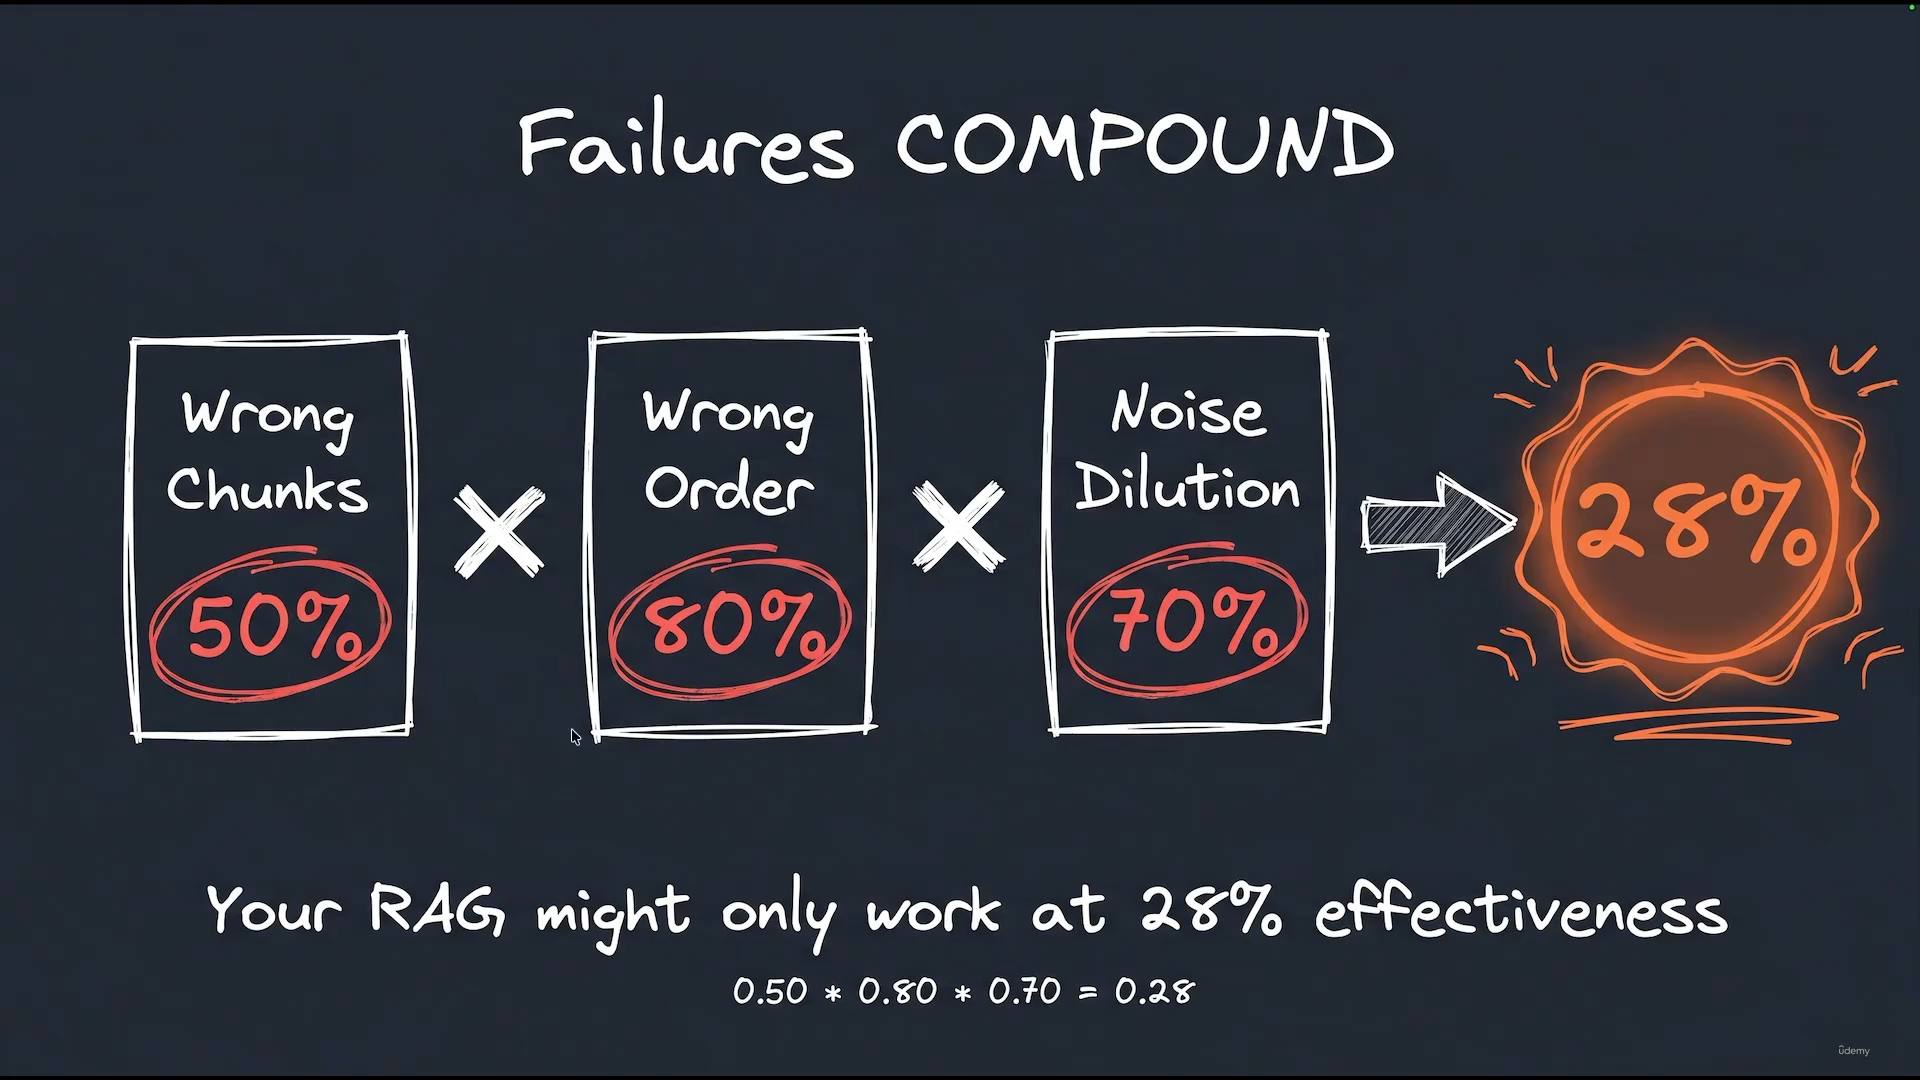 Failures COMPOUND
Wrong
Chunks
50%
Wrong
Order
80%
Noise
Dilution
70%
28%
Your RAG might only work at 28% effectiveness
0.50 * 0.80 * 0.70 = 0.28
ûdemy